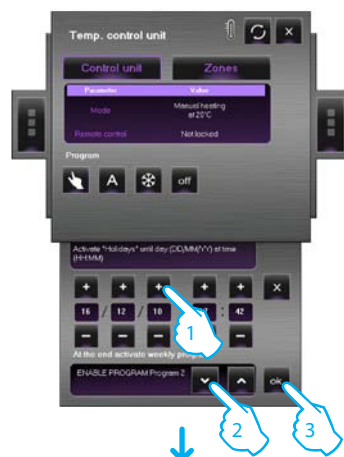 Temp. control unit
Control unit Zones
Parameter Value
Mode Manual heating
at 20°C
Remote control Not locked
Program
A off
Activate "Holidays" until day (DD/MM/YY) at time
(HH:MM)
+ + + + + x
16 / 12 / 10 : 42
- - - -
At the end activate weekly
ENABLE PROGRAM Program 2 ok
1
2 3